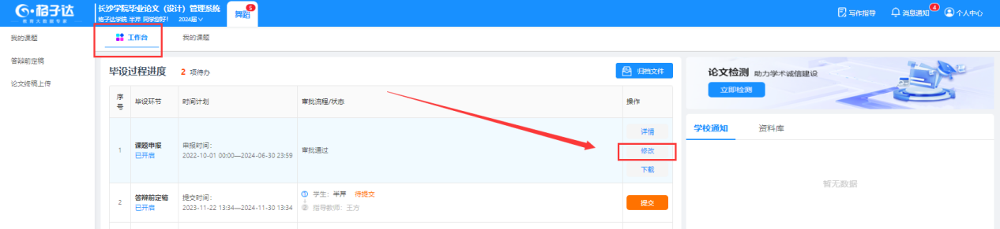 格子达
教育大数据专家
长沙学院毕业论文（设计）管理系统
格子达学院 半芹 同学您好! 2024届
舞蹈
5
写作指导
消息通知
4
个人中心
我的课题
答辩前定稿
论文终稿上传
工作台
我的课题
毕设过程进度 2 项待办
归档文件
序号 毕设环节 时间计划 审批流程/状态 操作
1
课题申报
已开启
申报时间：
2022-10-01 00:00—2024-06-30 23:59
审批通过
详情
修改
下载
2
答辩前定稿
已开启
提交时间：
2023-11-22 13:34—2024-11-30 13:34
① 学生：半芹 待提交
② 指导教师：王方
提交
论文检测 助力学术诚信建设
立即检测
学校通知 资料库
暂无数据